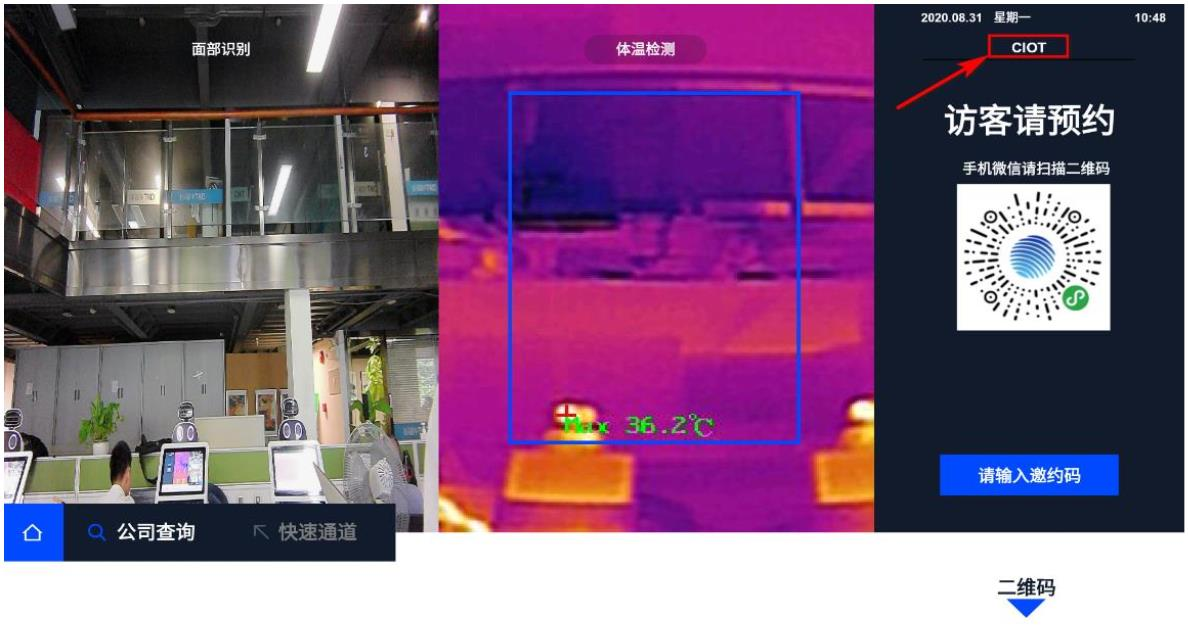 面部识别
体温检测
Max 36.2℃
2020.08.31 星期一 10:48
CIOT
访客请预约
手机微信请扫描二维码
请输入邀约码
公司查询
快速通道
二维码